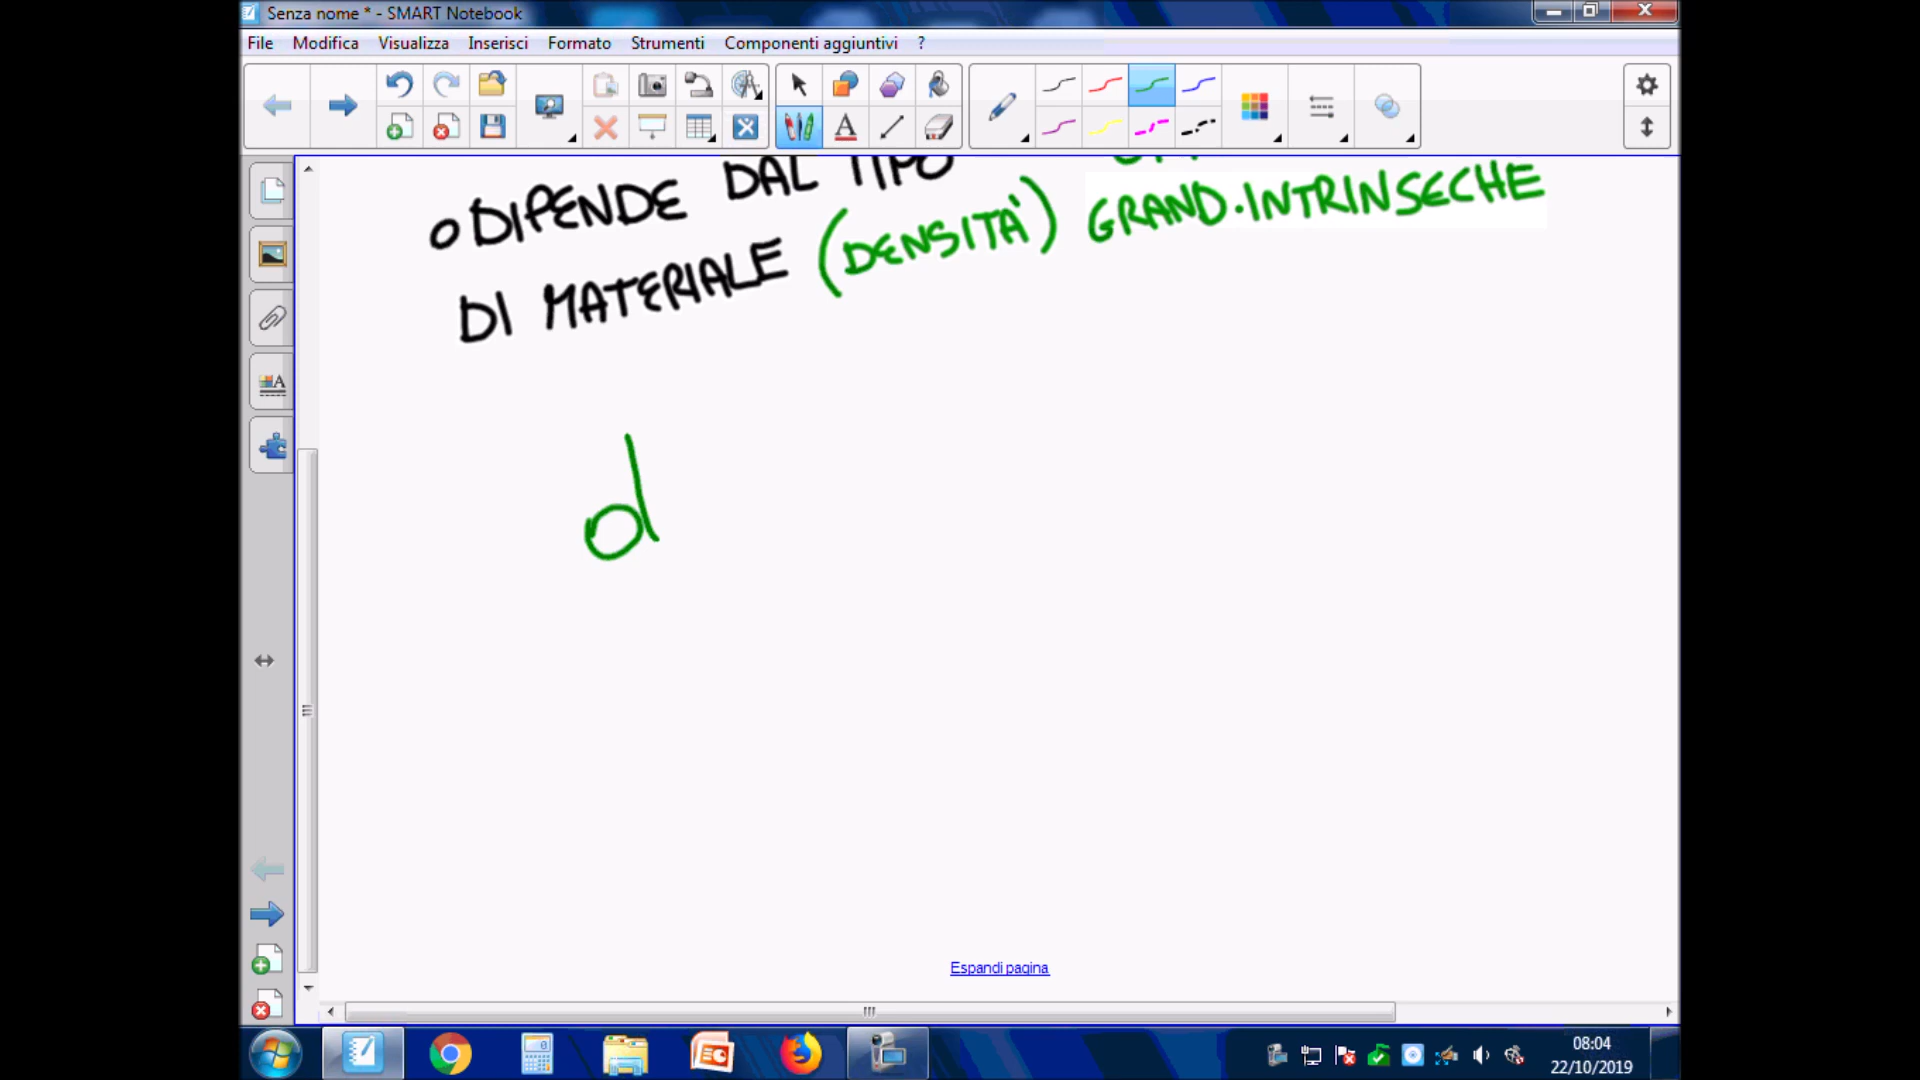 Senza nome * - SMART Notebook
File Modifica Visualizza Inserisci Formato Strumenti Componenti aggiuntivi ?
O DIPENDE DAL TIPO
DI MATERIALE (DENSITÀ) GRAND. INTRINSECHE
d
Espandi pagina
08:04
22/10/2019